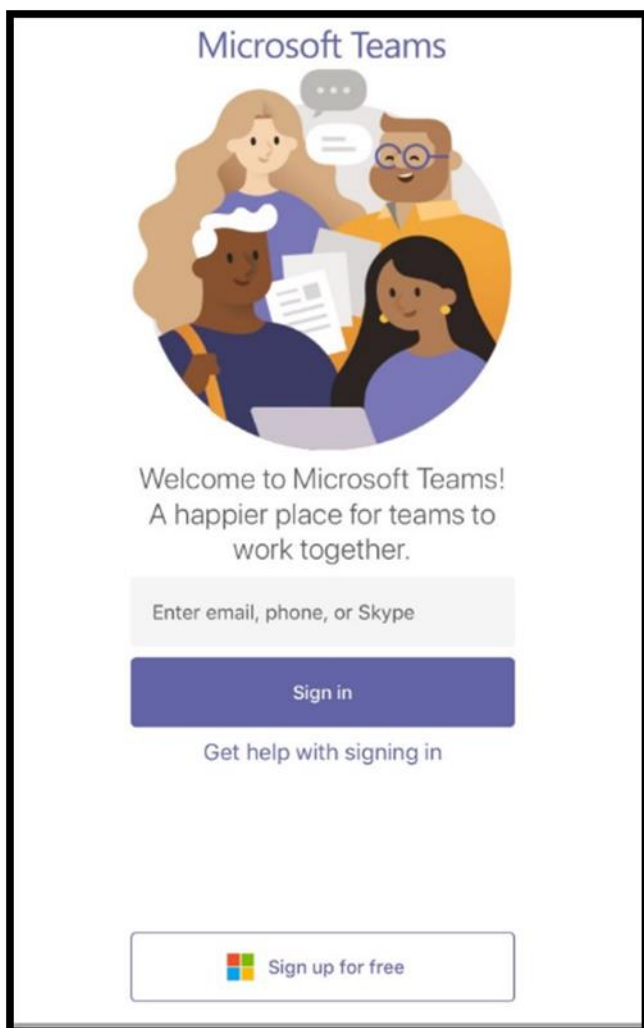 Microsoft Teams
Welcome to Microsoft Teams!
A happier place for teams to
work together.
Enter email, phone, or Skype
Sign in
Get help with signing in
Sign up for free